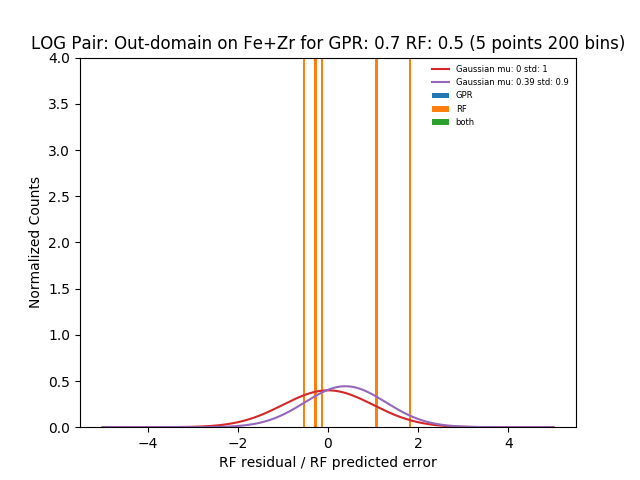 LOG Pair: Out-domain on Fe+Zr for GPR: 0.7 RF: 0.5 (5 points 200 bins)
Gaussian mu: 0 std: 1
Gaussian mu: 0.39 std: 0.9
GPR
RF
both
Normalized Counts
4.0
3.5
3.0
2.5
2.0
1.5
1.0
0.5
0.0
−4 −2 0 2 4
RF residual / RF predicted error